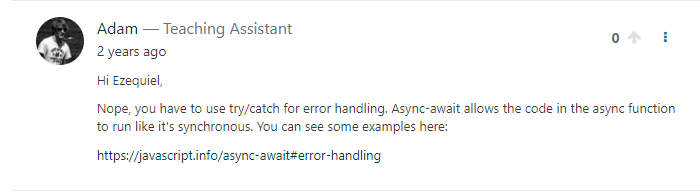 Adam — Teaching Assistant
0
2 years ago
Hi Ezequiel,
Nope, you have to use try/catch for error handling. Async-await allows the code in the async function
to run like it's synchronous. You can see some examples here:
https://javascript.info/async-await#error-handling